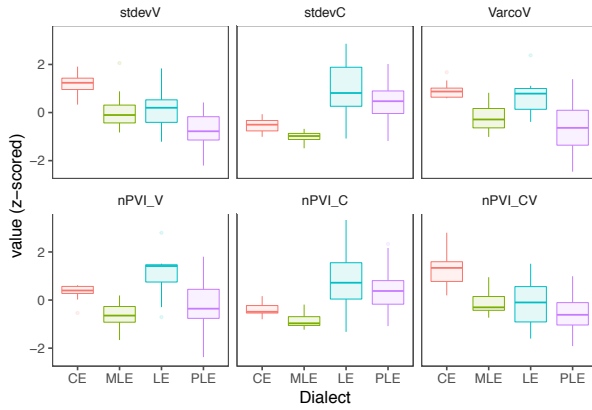 stdevV stdevC VarcoV
2
0
−2
nPVI_V nPVI_C nPVI_CV
2
0
−2
value (z−scored)
CE MLE LE PLE CE MLE LE PLE CE MLE LE PLE
Dialect